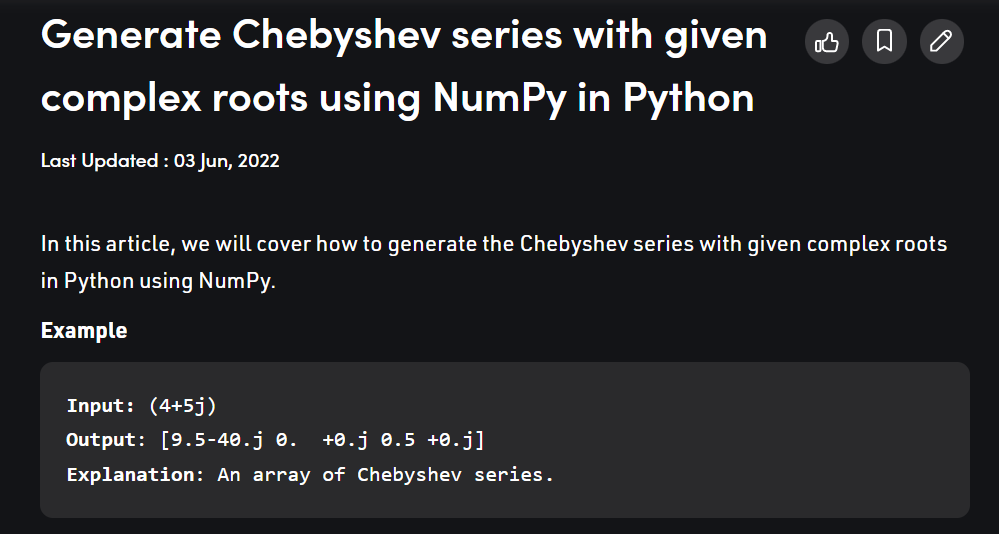 Generate Chebyshev series with given
complex roots using NumPy in Python
Last Updated : 03 Jun, 2022
In this article, we will cover how to generate the Chebyshev series with given complex roots
in Python using NumPy.
Example
Input: (4+5j)
Output: [9.5-40.j 0.  +0.j 0.5 +0.j]
Explanation: An array of Chebyshev series.